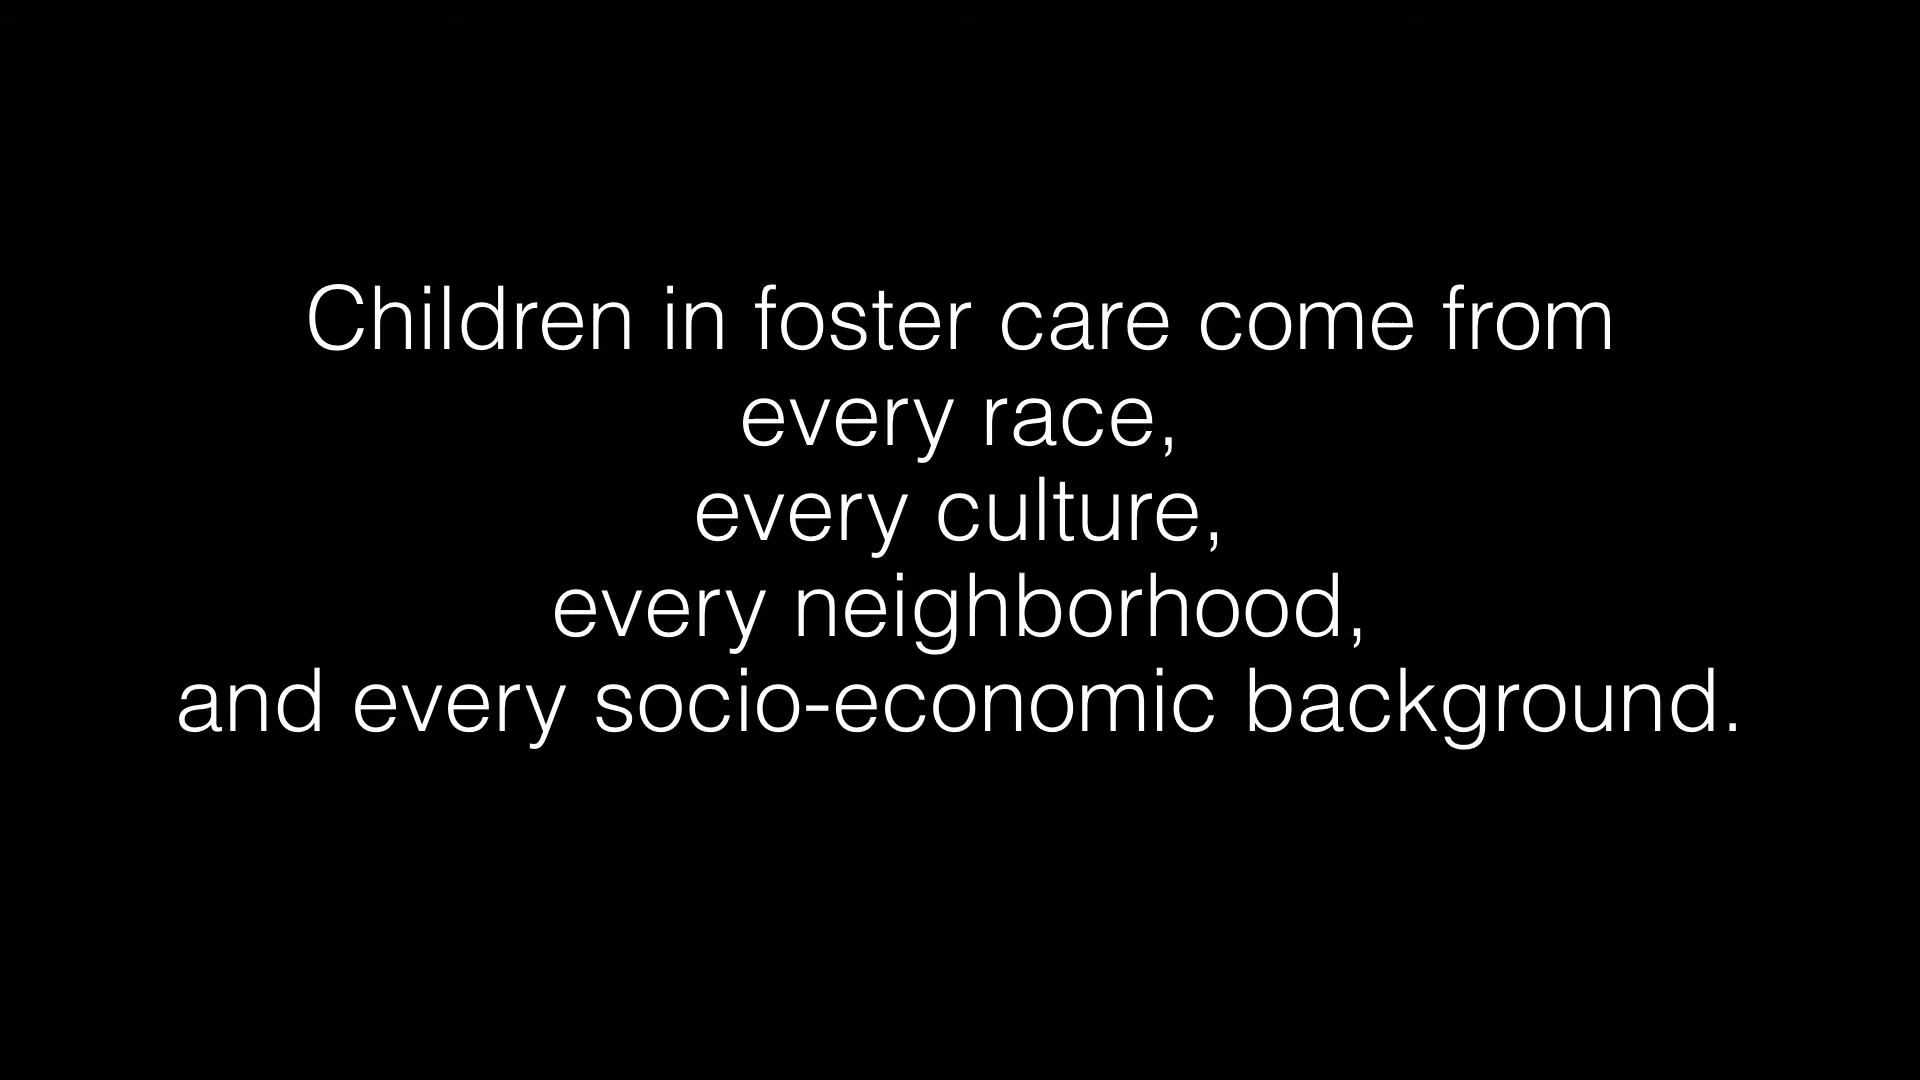 Children in foster care come from
every race,
every culture,
every neighborhood,
and every socio-economic background.